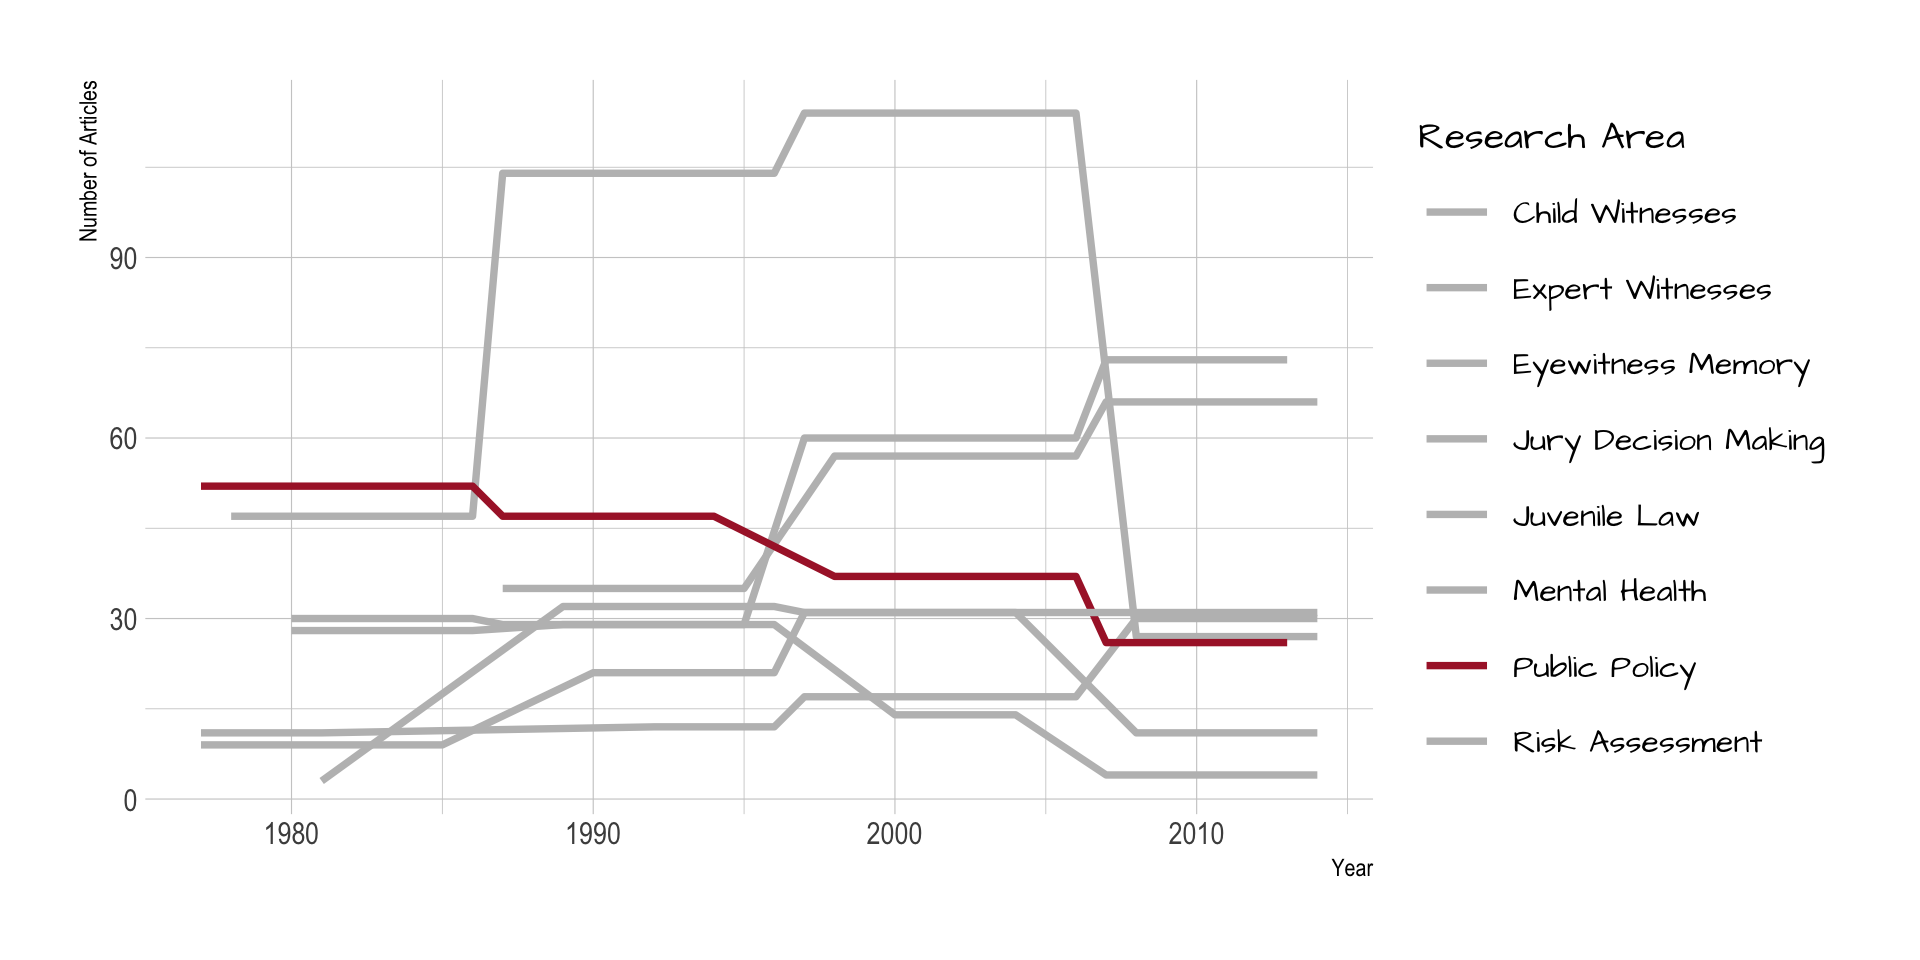 Number of Articles
90
60
30
0
1980 1990 2000 2010
Year
Research Area
Child Witnesses
Expert Witnesses
Eyewitness Memory
Jury Decision Making
Juvenile Law
Mental Health
Public Policy
Risk Assessment